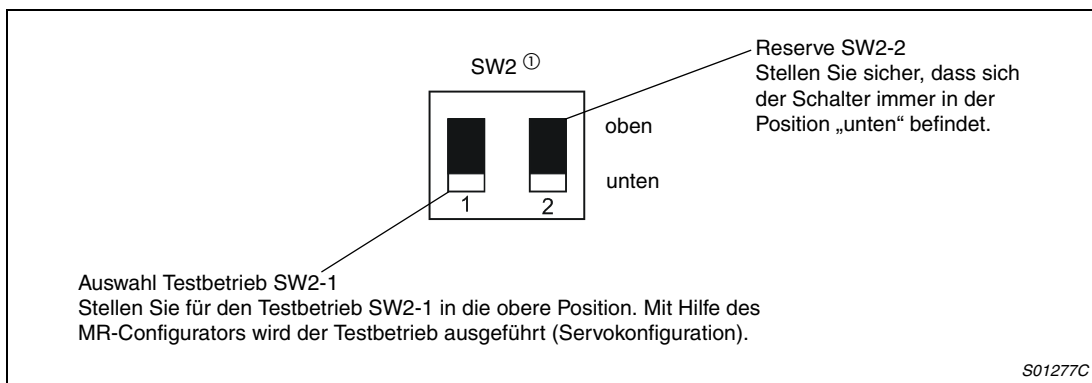 SW2 ①
Reserve SW2-2
Stellen Sie sicher, dass sich
der Schalter immer in der
Position „unten“ befindet.
oben
unten
1 2
Auswahl Testbetrieb SW2-1
Stellen Sie für den Testbetrieb SW2-1 in die obere Position. Mit Hilfe des
MR-Configurators wird der Testbetrieb ausgeführt (Servokonfiguration).
S01277C